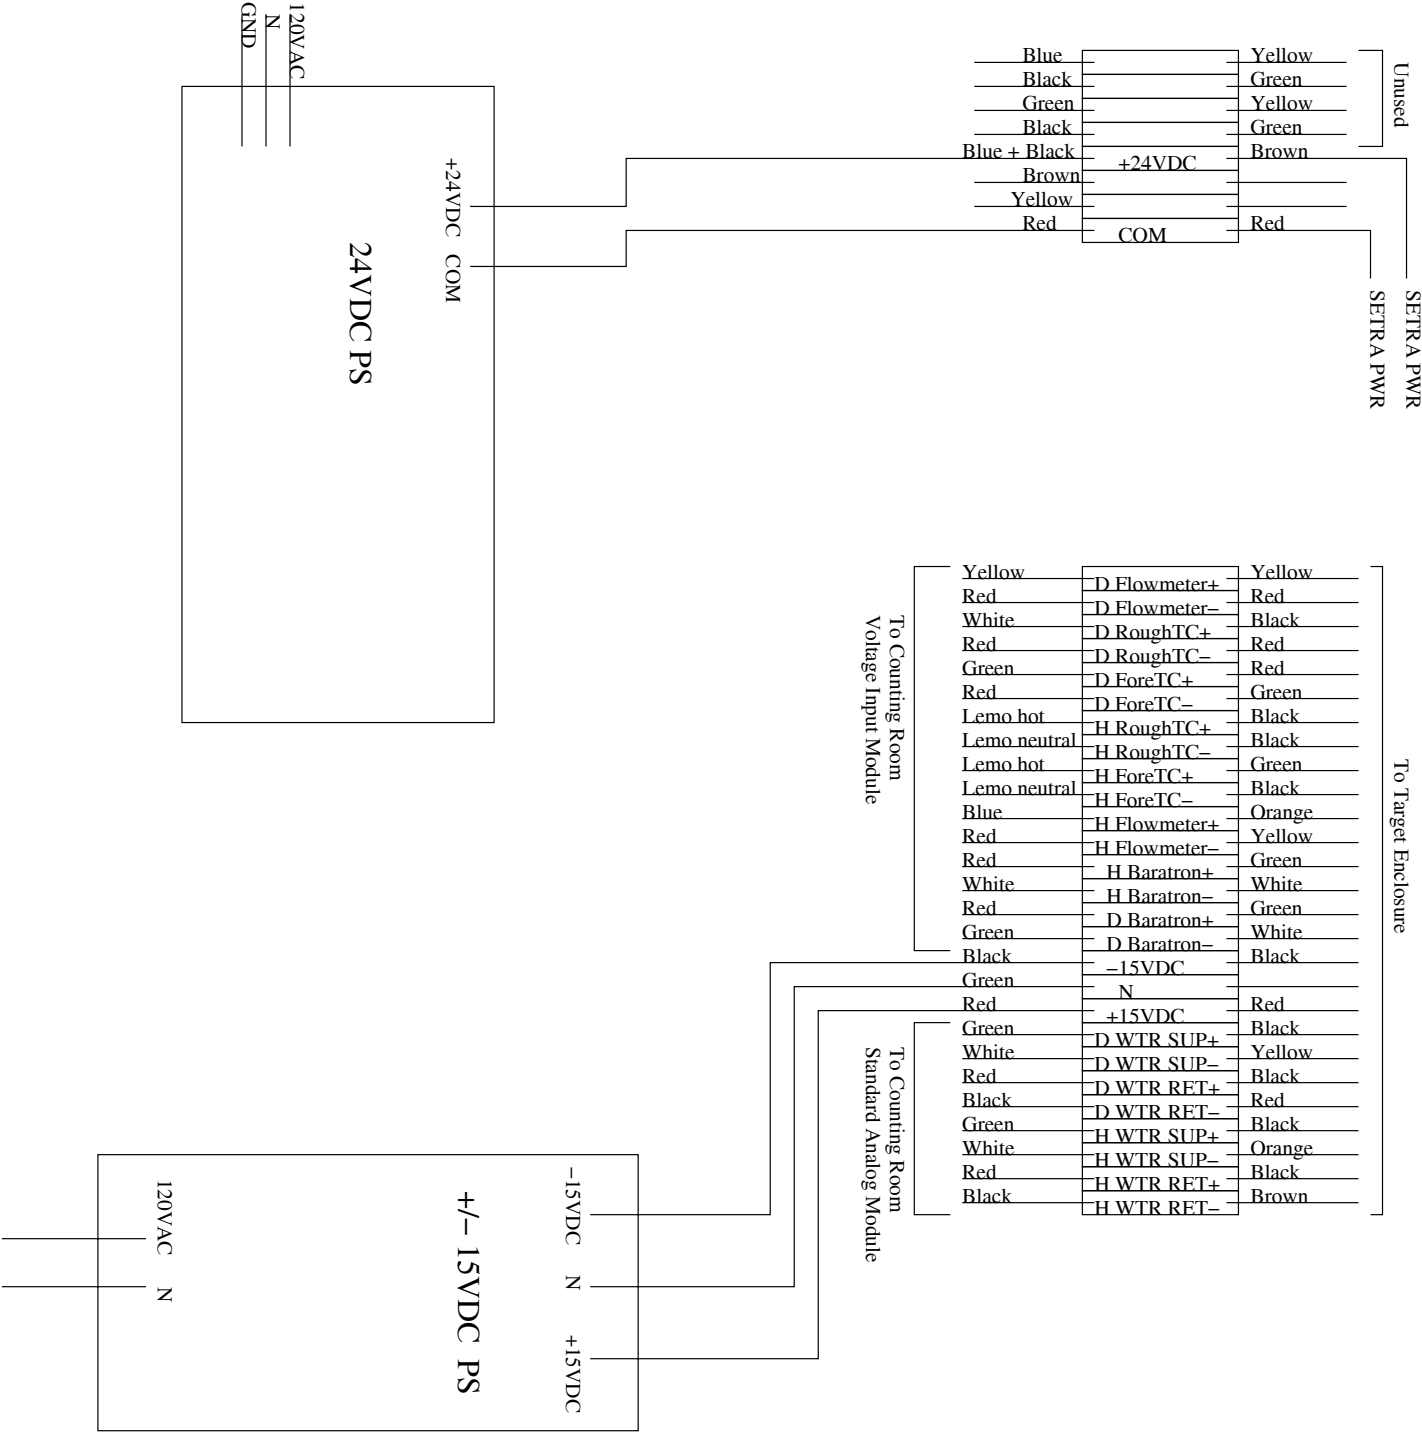 GND
N
120VAC
+24VDC
COM
24VDC PS
Blue Yellow
Black Green
Green Yellow
Black Green
Blue + Black +24VDC Brown
Brown
Yellow
Red COM Red
Unused
SETRA PWR
SETRA PWR
Yellow D Flowmeter+ Yellow
Red D Flowmeter− Red
White D RoughTC+ Black
Red D RoughTC− Red
Green D ForeTC+ Red
Red D ForeTC− Green
Lemo hot H RoughTC+ Black
Lemo neutral H RoughTC− Black
Lemo hot H ForeTC+ Green
Lemo neutral H ForeTC− Black
Blue H Flowmeter+ Orange
Red H Flowmeter− Yellow
Red H Baratron+ Green
White H Baratron− White
Red D Baratron+ Green
Green D Baratron− White
Black −15VDC Black
Green N
Red +15VDC Red
Green D WTR SUP+ Black
White D WTR SUP− Yellow
Red D WTR RET+ Black
Black D WTR RET− Red
Green H WTR SUP+ Black
White H WTR SUP− Orange
Red H WTR RET+ Black
Black H WTR RET− Brown
To Counting Room
Voltage Input Module
To Counting Room
Standard Analog Module
To Target Enclosure
−15VDC
N
+15VDC
+/− 15VDC PS
120VAC
N